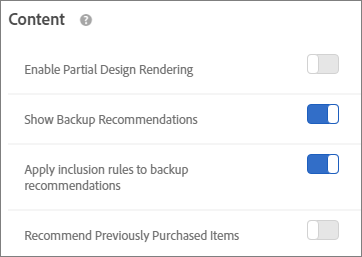 Content ?
Enable Partial Design Rendering
Show Backup Recommendations
Apply inclusion rules to backup
recommendations
Recommend Previously Purchased Items